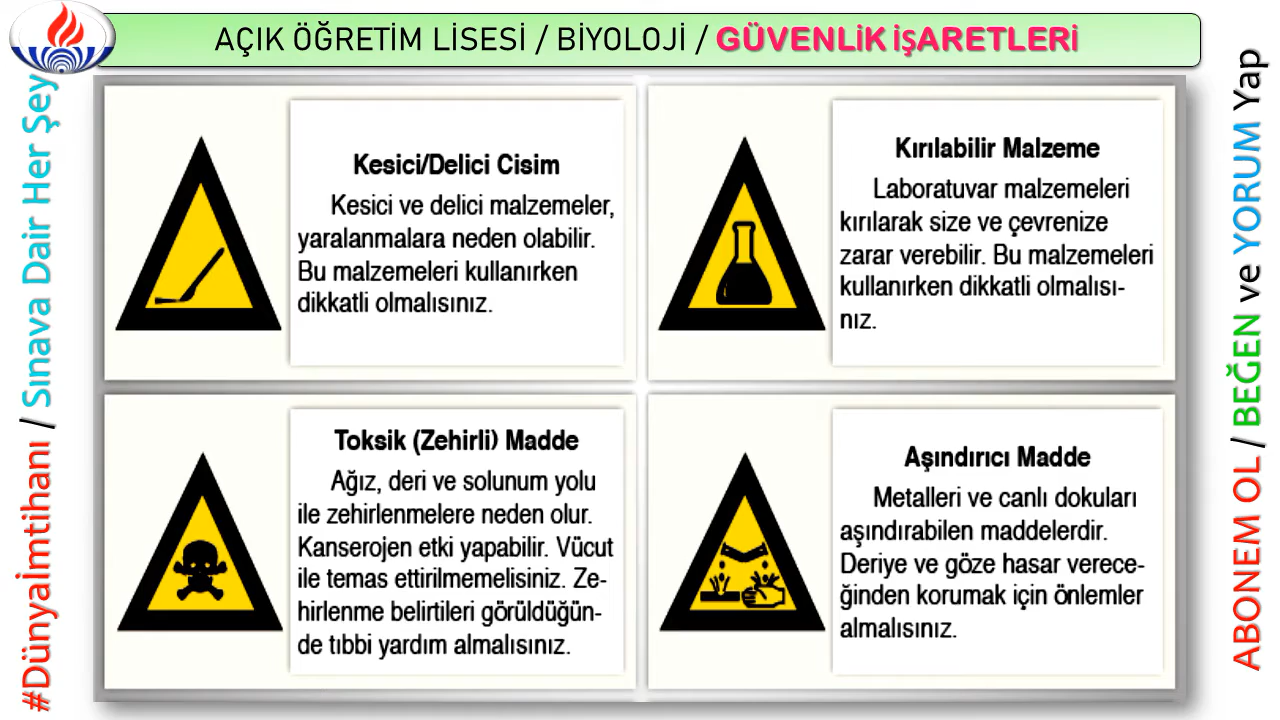 AÇIK ÖĞRETİM LİSESİ / BİYOLOJİ / GÜVENLİK İŞARETLERİ
#Dünyaİmtihanı / Sınava Dair Her Şey
Kesici/Delici Cisim
Kesici ve delici malzemeler,
yaralanmalara neden olabilir.
Bu malzemeleri kullanırken
dikkatli olmalısınız.
Kırılabilir Malzeme
Laboratuvar malzemeleri
kırılarak size ve çevrenize
zarar verebilir. Bu malzemeleri
kullanırken dikkatli olmalısı-
nız.
Toksik (Zehirli) Madde
Ağız, deri ve solunum yolu
ile zehirlenmelere neden olur.
Kanserojen etki yapabilir. Vücut
ile temas ettirilmemelisiniz. Ze-
hirlenme belirtileri görüldüğün-
de tıbbi yardım almalısınız.
Aşındırıcı Madde
Metalleri ve canlı dokuları
aşındırabilen maddelerdir.
Deriye ve göze hasar verece-
ğinden korumak için önlemler
almalısınız.
ABONEM OL / BEĞEN ve YORUM Yap